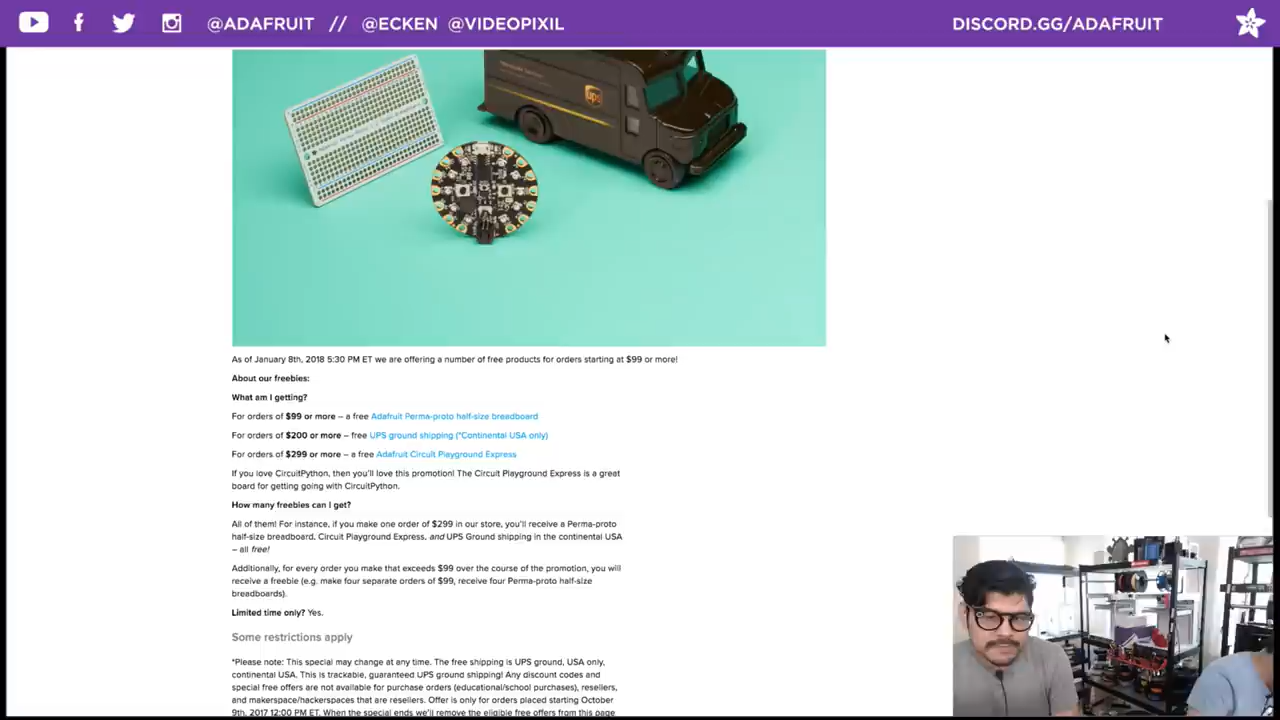 @ADAFRUIT // @ECKEN @VIDEOPIXIL
DISCORD.GG/ADAFRUIT
ups
As of January 8th, 2018 5:30 PM ET we are offering a number of free products for orders starting at $99 or more!
About our freebies:
What am I getting?
For orders of $99 or more – a free Adafruit Perma-proto half-size breadboard
For orders of $200 or more – free UPS ground shipping (*Continental USA only)
For orders of $299 or more – a free Adafruit Circuit Playground Express
If you love CircuitPython, then you'll love this promotion! The Circuit Playground Express is a great
board for getting going with CircuitPython.
How many freebies can I get?
All of them! For instance, if you make one order of $299 in our store, you'll receive a Perma-proto
half-size breadboard, Circuit Playground Express, and UPS Ground shipping in the continental USA
– all free!
Additionally, for every order you make that exceeds $99 over the course of the promotion, you will
receive a freebie (e.g. make four separate orders of $99, receive four Perma-proto half-size
breadboards).
Limited time only? Yes.
Some restrictions apply
*Please note: This special may change at any time. The free shipping is UPS ground, USA only,
continental USA. This is trackable, guaranteed UPS ground shipping! Any discount codes and
special free offers are not available for purchase orders (educational/school purchases), resellers,
and makerspace/hackerspaces that are resellers. Offer is only for orders placed starting October
9th, 2017 12:00 PM ET. When the special ends we'll remove the eligible free offers from this page